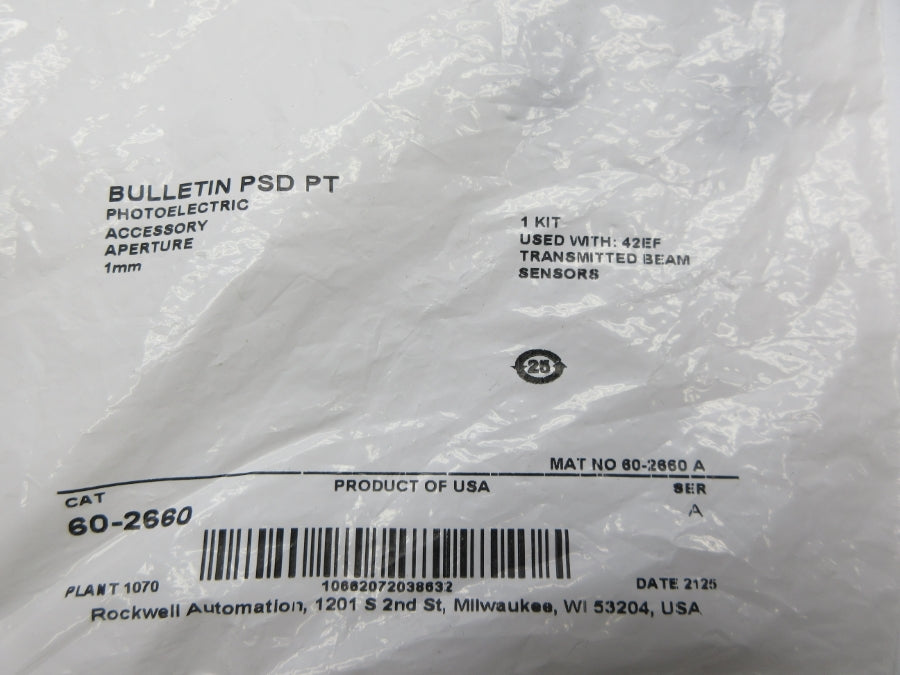 BULLETIN PSD PT
PHOTOELECTRIC
ACCESSORY
APERTURE
1mm
1 KIT
USED WITH: 42EF
TRANSMITTED BEAM
SENSORS
25
MAT NO 60-2660 A
CAT
PRODUCT OF USA
SER
60-2660
A
PLANT 1070
10662072038632
DATE 2125
Rockwell Automation, 1201 S 2nd St, Milwaukee, WI 53204, USA